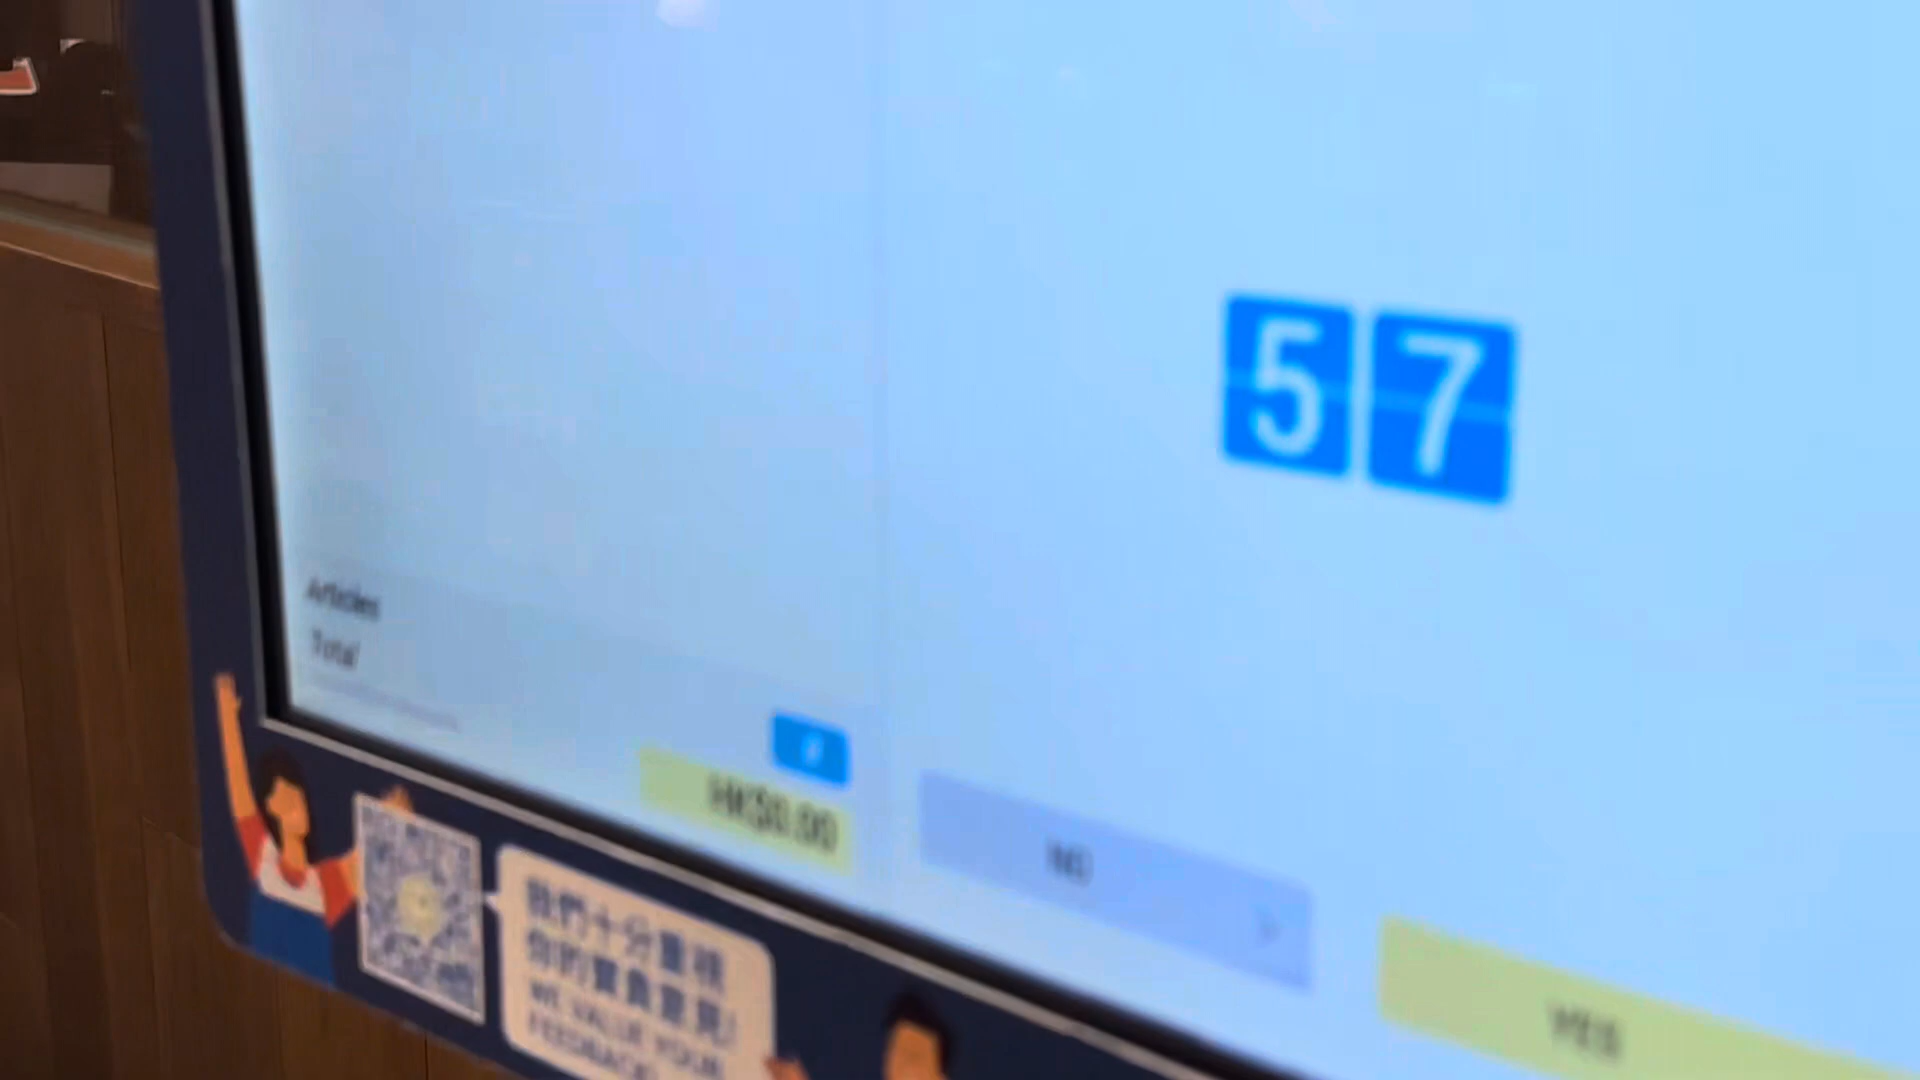 57
Articles
Total
HK$0.00
NO
YES
我們十分重視
你的寶貴意見!
WE VALUE YOUR
FEEDBACK!